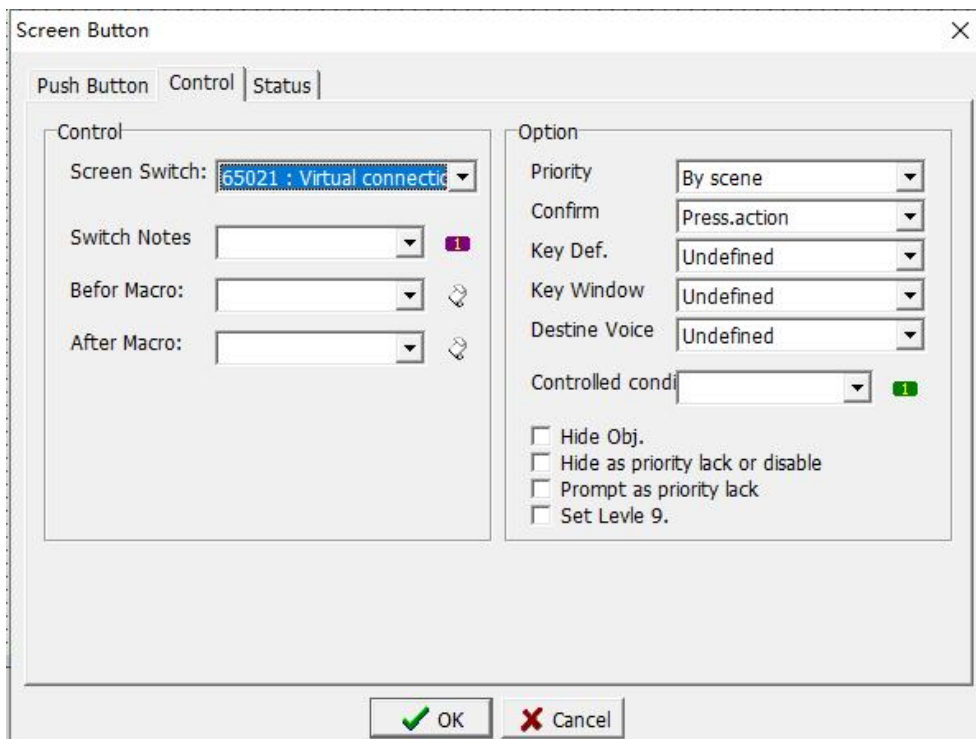 Screen Button
Push Button Control Status
Control
Screen Switch: 65021 : Virtual connectic
Switch Notes 1
Befor Macro:
After Macro:
Option
Priority By scene
Confirm Press.action
Key Def. Undefined
Key Window Undefined
Destine Voice Undefined
Controlled condi 1
Hide Obj.
Hide as priority lack or disable
Prompt as priority lack
Set Levle 9.
OK Cancel